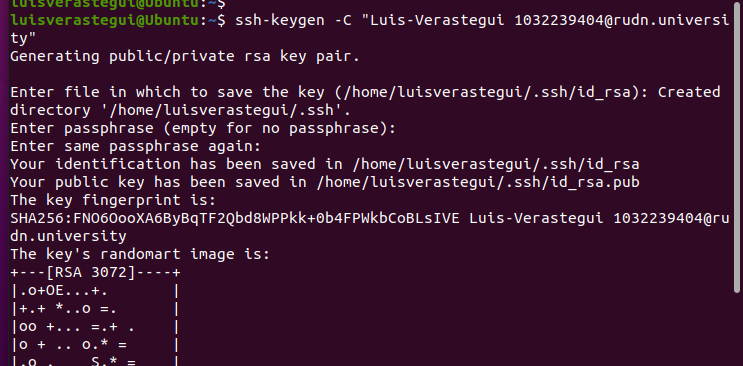 luisverastegui@Ubuntu:~$
luisverastegui@Ubuntu:~$ ssh-keygen -C "Luis-Verastegui 1032239404@rudn.universi
ty"
Generating public/private rsa key pair.

Enter file in which to save the key (/home/luisverastegui/.ssh/id_rsa): Created
directory '/home/luisverastegui/.ssh'.
Enter passphrase (empty for no passphrase):
Enter same passphrase again:
Your identification has been saved in /home/luisverastegui/.ssh/id_rsa
Your public key has been saved in /home/luisverastegui/.ssh/id_rsa.pub
The key fingerprint is:
SHA256:FNO6OooXA6ByBqTF2Qbd8WPPkk+0b4FPWkbCoBLsIVE Luis-Verastegui 1032239404@ru
dn.university
The key's randomart image is:
+---[RSA 3072]----+
|.o+OE...+.       |
|+.+ *..o =.      |
|oo +... =.+ .    |
|o + .. o.* =     |
|.o .    S.* =    |